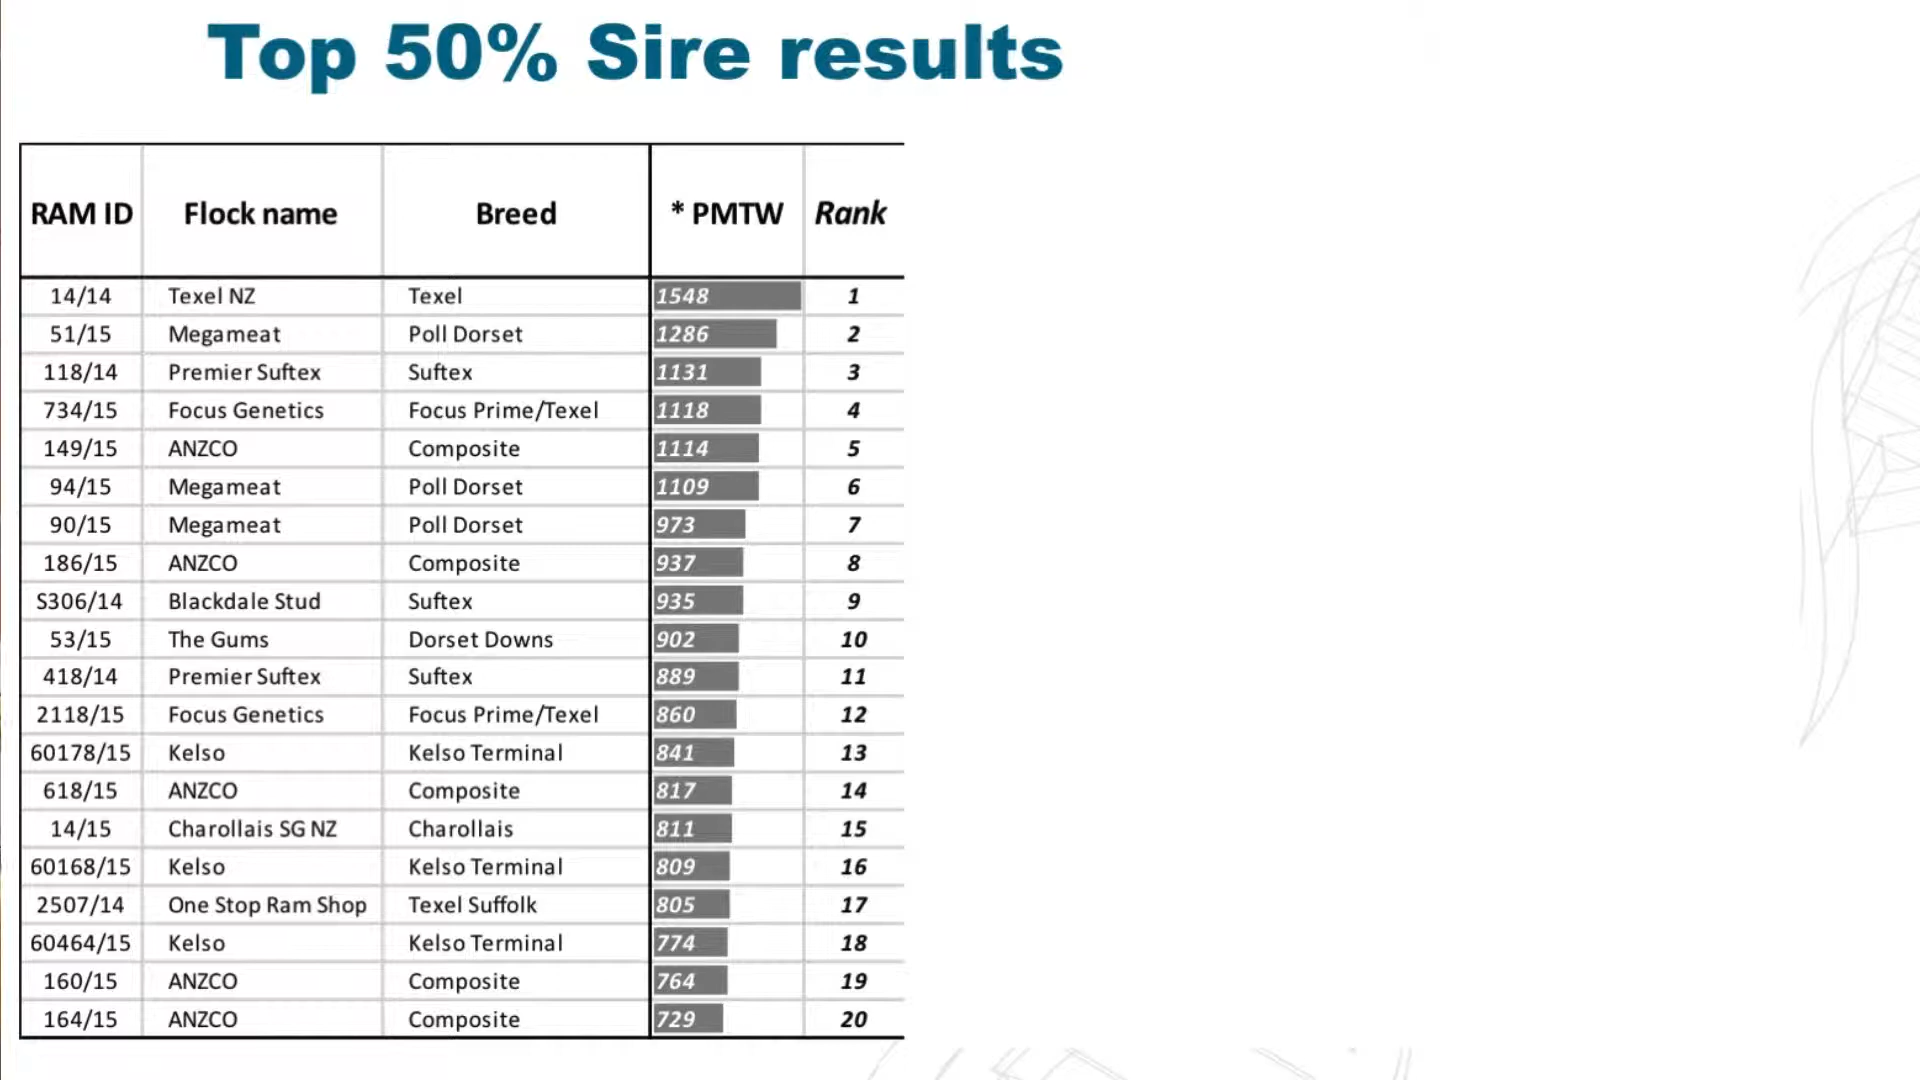 Top 50% Sire results
RAM ID Flock name Breed * PMTW Rank
14/14 Texel NZ Texel 1548 1
51/15 Megameat Poll Dorset 1286 2
118/14 Premier Suftex Suftex 1131 3
734/15 Focus Genetics Focus Prime/Texel 1118 4
149/15 ANZCO Composite 1114 5
94/15 Megameat Poll Dorset 1109 6
90/15 Megameat Poll Dorset 973 7
186/15 ANZCO Composite 937 8
S306/14 Blackdale Stud Suftex 935 9
53/15 The Gums Dorset Downs 902 10
418/14 Premier Suftex Suftex 889 11
2118/15 Focus Genetics Focus Prime/Texel 860 12
60178/15 Kelso Kelso Terminal 841 13
618/15 ANZCO Composite 817 14
14/15 Charollais SG NZ Charollais 811 15
60168/15 Kelso Kelso Terminal 809 16
2507/14 One Stop Ram Shop Texel Suffolk 805 17
60464/15 Kelso Kelso Terminal 774 18
160/15 ANZCO Composite 764 19
164/15 ANZCO Composite 729 20